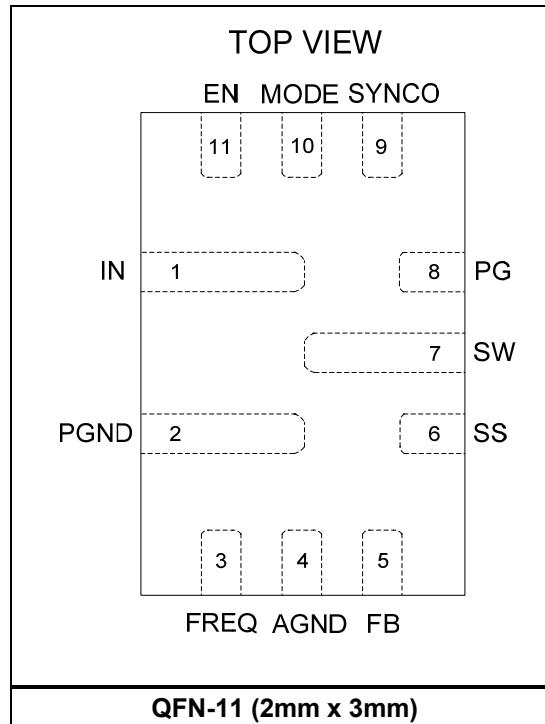 TOP VIEW
EN MODE SYNCO
11 10 9
IN 1 8 PG
7 SW
PGND 2 6 SS
3 4 5
FREQ AGND FB
QFN-11 (2mm x 3mm)